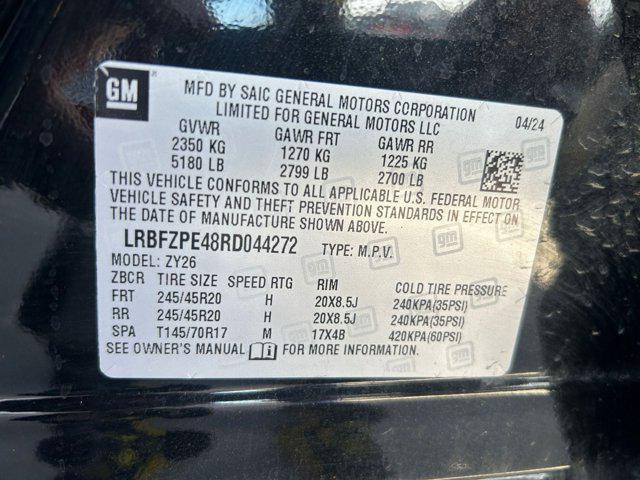 GM
MFD BY SAIC GENERAL MOTORS CORPORATION
LIMITED FOR GENERAL MOTORS LLC 04/24
GVWR GAWR FRT GAWR RR
2350 KG 1270 KG 1225 KG
5180 LB 2799 LB 2700 LB
THIS VEHICLE CONFORMS TO ALL APPLICABLE U.S. FEDERAL MOTOR
VEHICLE SAFETY AND THEFT PREVENTION STANDARDS IN EFFECT ON
THE DATE OF MANUFACTURE SHOWN ABOVE.
LRBFZPE48RD044272 TYPE: M.P.V.
MODEL: ZY26
ZBCR TIRE SIZE SPEED RTG RIM COLD TIRE PRESSURE
FRT 245/45R20 H 20X8.5J 240KPA(35PSI)
RR 245/45R20 H 20X8.5J 240KPA(35PSI)
SPA T145/70R17 M 17X4B 420KPA(60PSI)
SEE OWNER'S MANUAL FOR MORE INFORMATION.